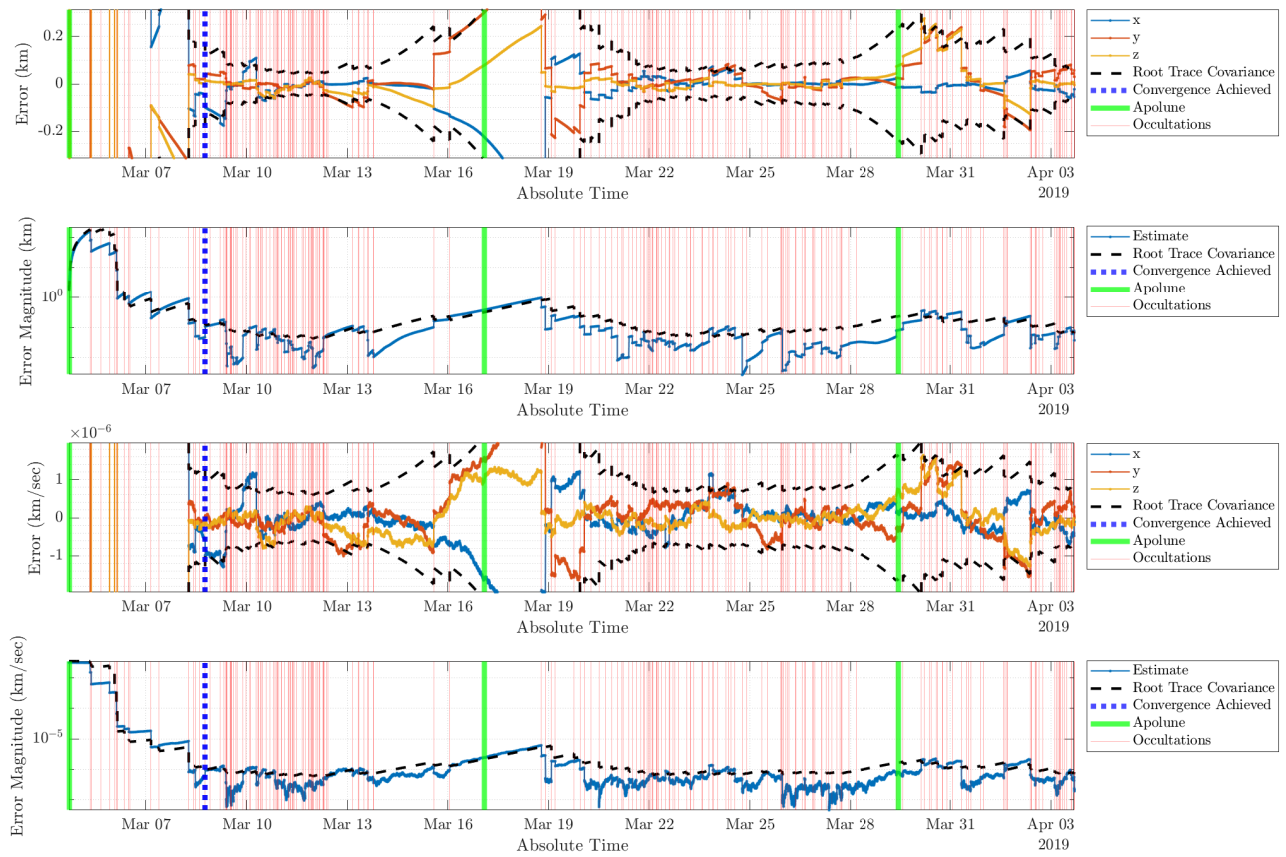 Error (km)
0.2
0
-0.2
Mar 07
Mar 10
Mar 13
Mar 16
Mar 19
Mar 22
Mar 25
Mar 28
Mar 31
Apr 03
Absolute Time
2019
x
y
z
Root Trace Covariance
Convergence Achieved
Apolune
Occultations
Error Magnitude (km)
10⁰
Mar 07
Mar 10
Mar 13
Mar 16
Mar 19
Mar 22
Mar 25
Mar 28
Mar 31
Apr 03
Absolute Time
2019
Estimate
Root Trace Covariance
Convergence Achieved
Apolune
Occultations
×10⁻⁶
Error (km/sec)
1
0
-1
Mar 07
Mar 10
Mar 13
Mar 16
Mar 19
Mar 22
Mar 25
Mar 28
Mar 31
Apr 03
Absolute Time
2019
x
y
z
Root Trace Covariance
Convergence Achieved
Apolune
Occultations
Error Magnitude (km/sec)
10⁻⁵
Mar 07
Mar 10
Mar 13
Mar 16
Mar 19
Mar 22
Mar 25
Mar 28
Mar 31
Apr 03
Absolute Time
2019
Estimate
Root Trace Covariance
Convergence Achieved
Apolune
Occultations